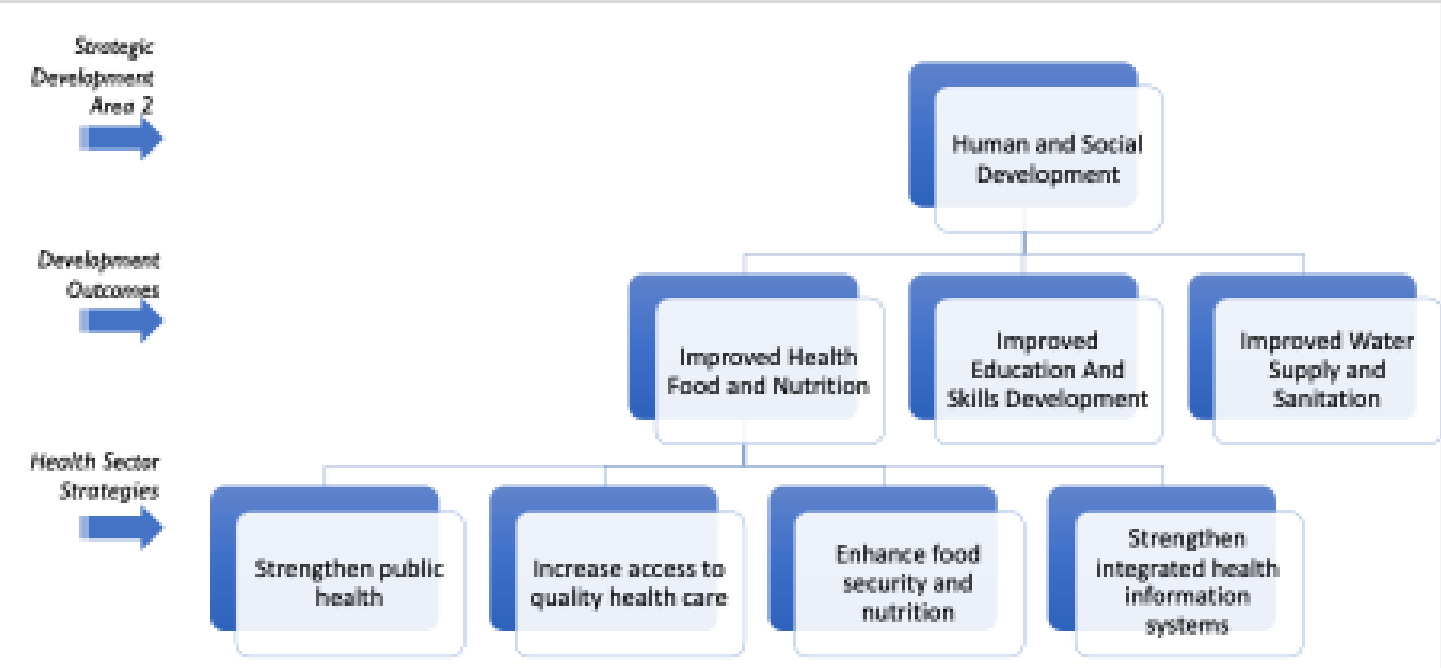 Strategic
Development
Area 2
Human and Social
Development
Development
Outcomes
Improved Health
Food and Nutrition
Improved
Education And
Skills Development
Improved Water
Supply and
Sanitation
Health Sector
Strategies
Strengthen public
health
Increase access to
quality health care
Enhance food
security and
nutrition
Strengthen
integrated health
information
systems